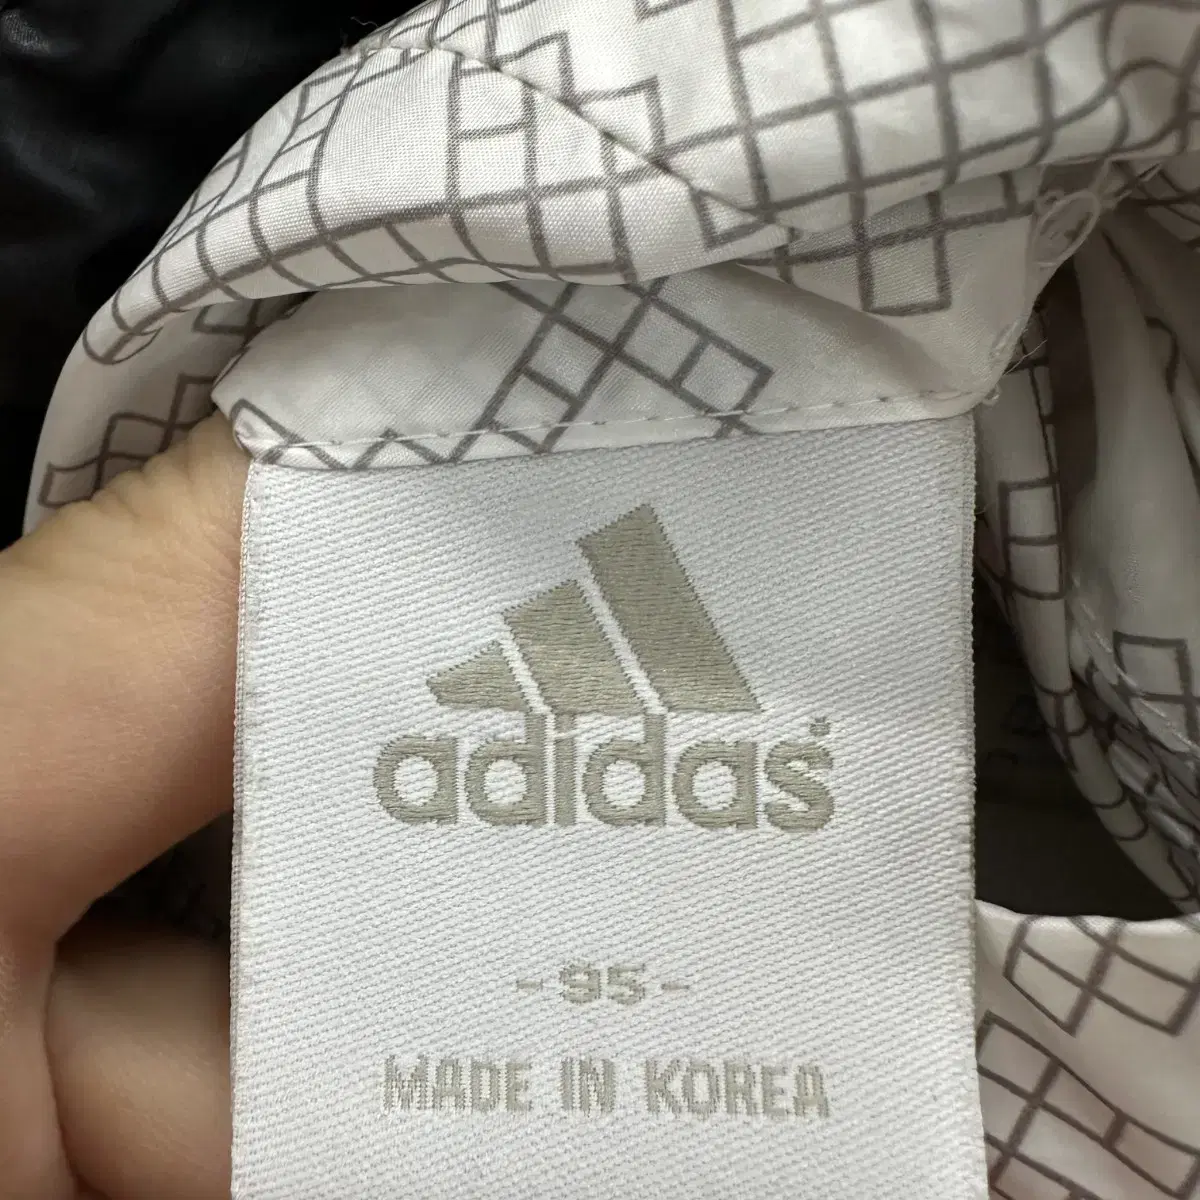 adidas®
- 95 -
MADE IN KOREA